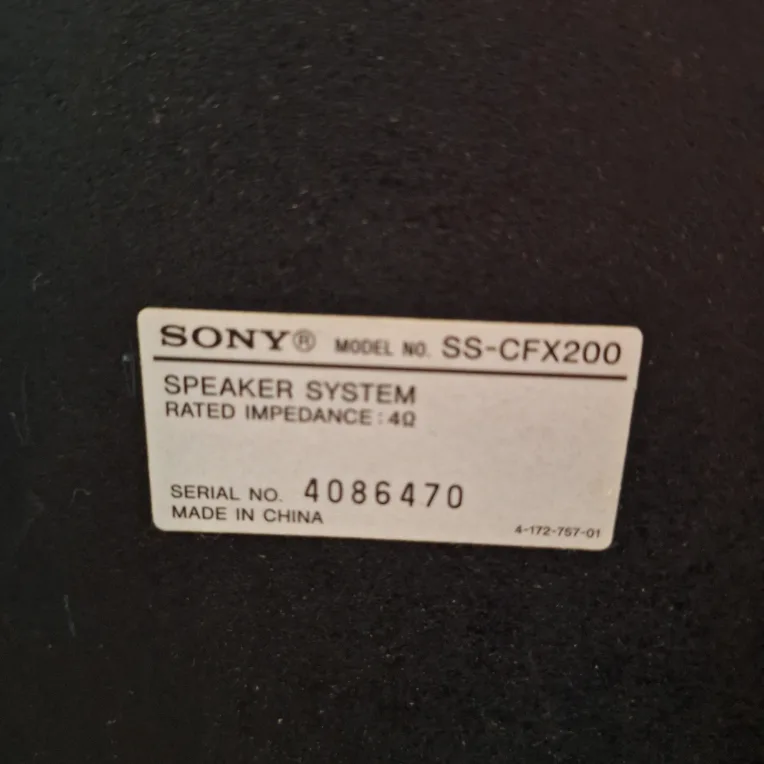 SONY® MODEL NO. SS-CFX200
SPEAKER SYSTEM
RATED IMPEDANCE : 4Ω
SERIAL NO. 4086470
MADE IN CHINA
4-172-757-01